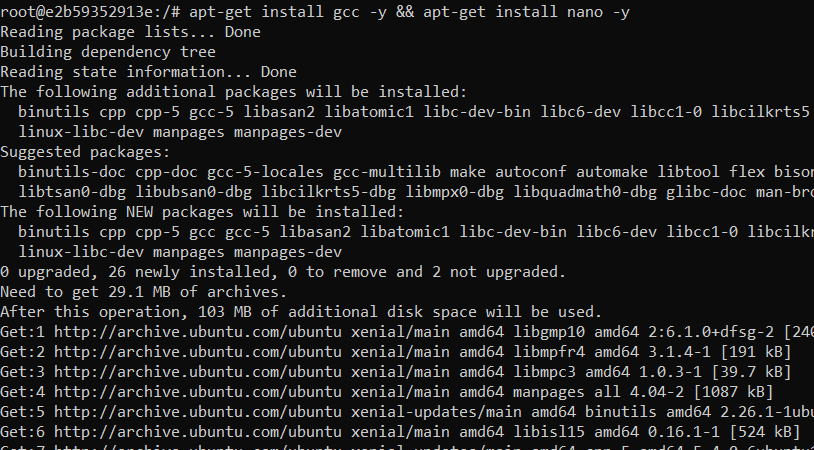 root@e2b59352913e:/# apt-get install gcc -y && apt-get install nano -y
Reading package lists... Done
Building dependency tree
Reading state information... Done
The following additional packages will be installed:
  binutils cpp cpp-5 gcc-5 libasan2 libatomic1 libc-dev-bin libc6-dev libcc1-0 libcilkrts5
  linux-libc-dev manpages manpages-dev
Suggested packages:
  binutils-doc cpp-doc gcc-5-locales gcc-multilib make autoconf automake libtool flex bison
  libtsan0-dbg libubsan0-dbg libcilkrts5-dbg libmpx0-dbg libquadmath0-dbg glibc-doc man-bro
The following NEW packages will be installed:
  binutils cpp cpp-5 gcc gcc-5 libasan2 libatomic1 libc-dev-bin libc6-dev libcc1-0 libcilkr
  linux-libc-dev manpages manpages-dev
0 upgraded, 26 newly installed, 0 to remove and 2 not upgraded.
Need to get 29.1 MB of archives.
After this operation, 103 MB of additional disk space will be used.
Get:1 http://archive.ubuntu.com/ubuntu xenial/main amd64 libgmp10 amd64 2:6.1.0+dfsg-2 [240
Get:2 http://archive.ubuntu.com/ubuntu xenial/main amd64 libmpfr4 amd64 3.1.4-1 [191 kB]
Get:3 http://archive.ubuntu.com/ubuntu xenial/main amd64 libmpc3 amd64 1.0.3-1 [39.7 kB]
Get:4 http://archive.ubuntu.com/ubuntu xenial/main amd64 manpages all 4.04-2 [1087 kB]
Get:5 http://archive.ubuntu.com/ubuntu xenial-updates/main amd64 binutils amd64 2.26.1-1ubu
Get:6 http://archive.ubuntu.com/ubuntu xenial/main amd64 libisl15 amd64 0.16.1-1 [524 kB]